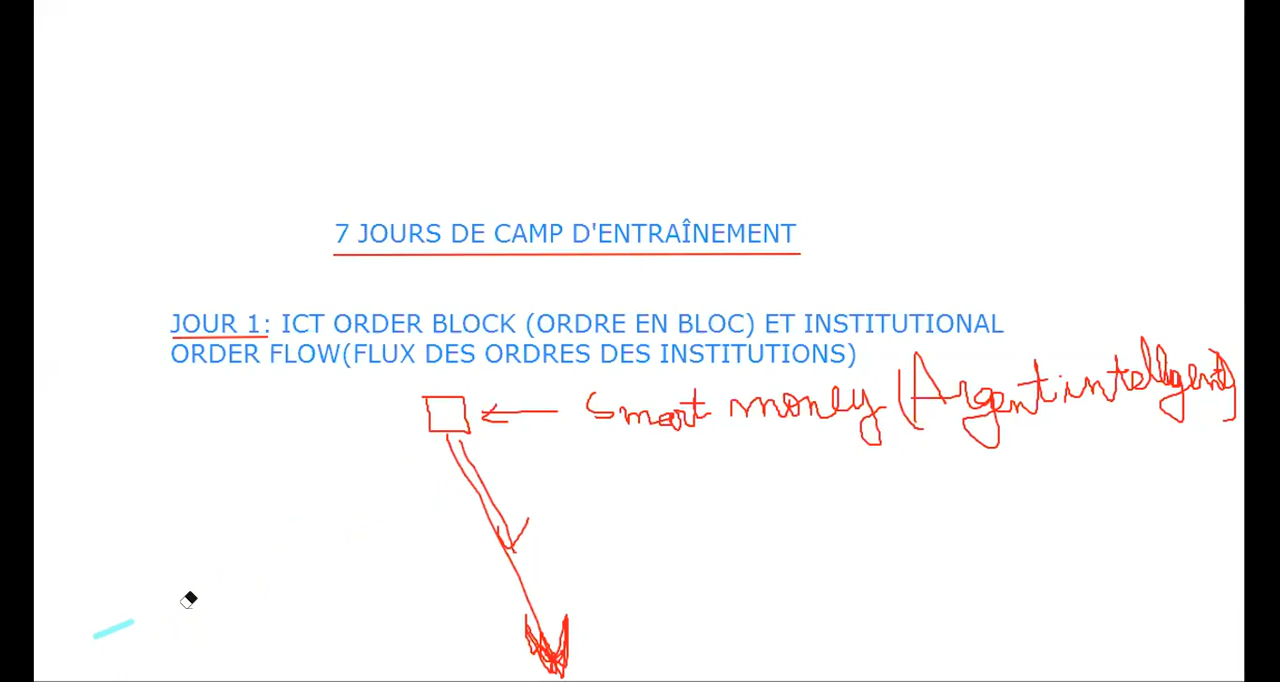 7 JOURS DE CAMP D'ENTRAÎNEMENT
JOUR 1: ICT ORDER BLOCK (ORDRE EN BLOC) ET INSTITUTIONAL
ORDER FLOW(FLUX DES ORDRES DES INSTITUTIONS)
Smart money (Argent intelligent)